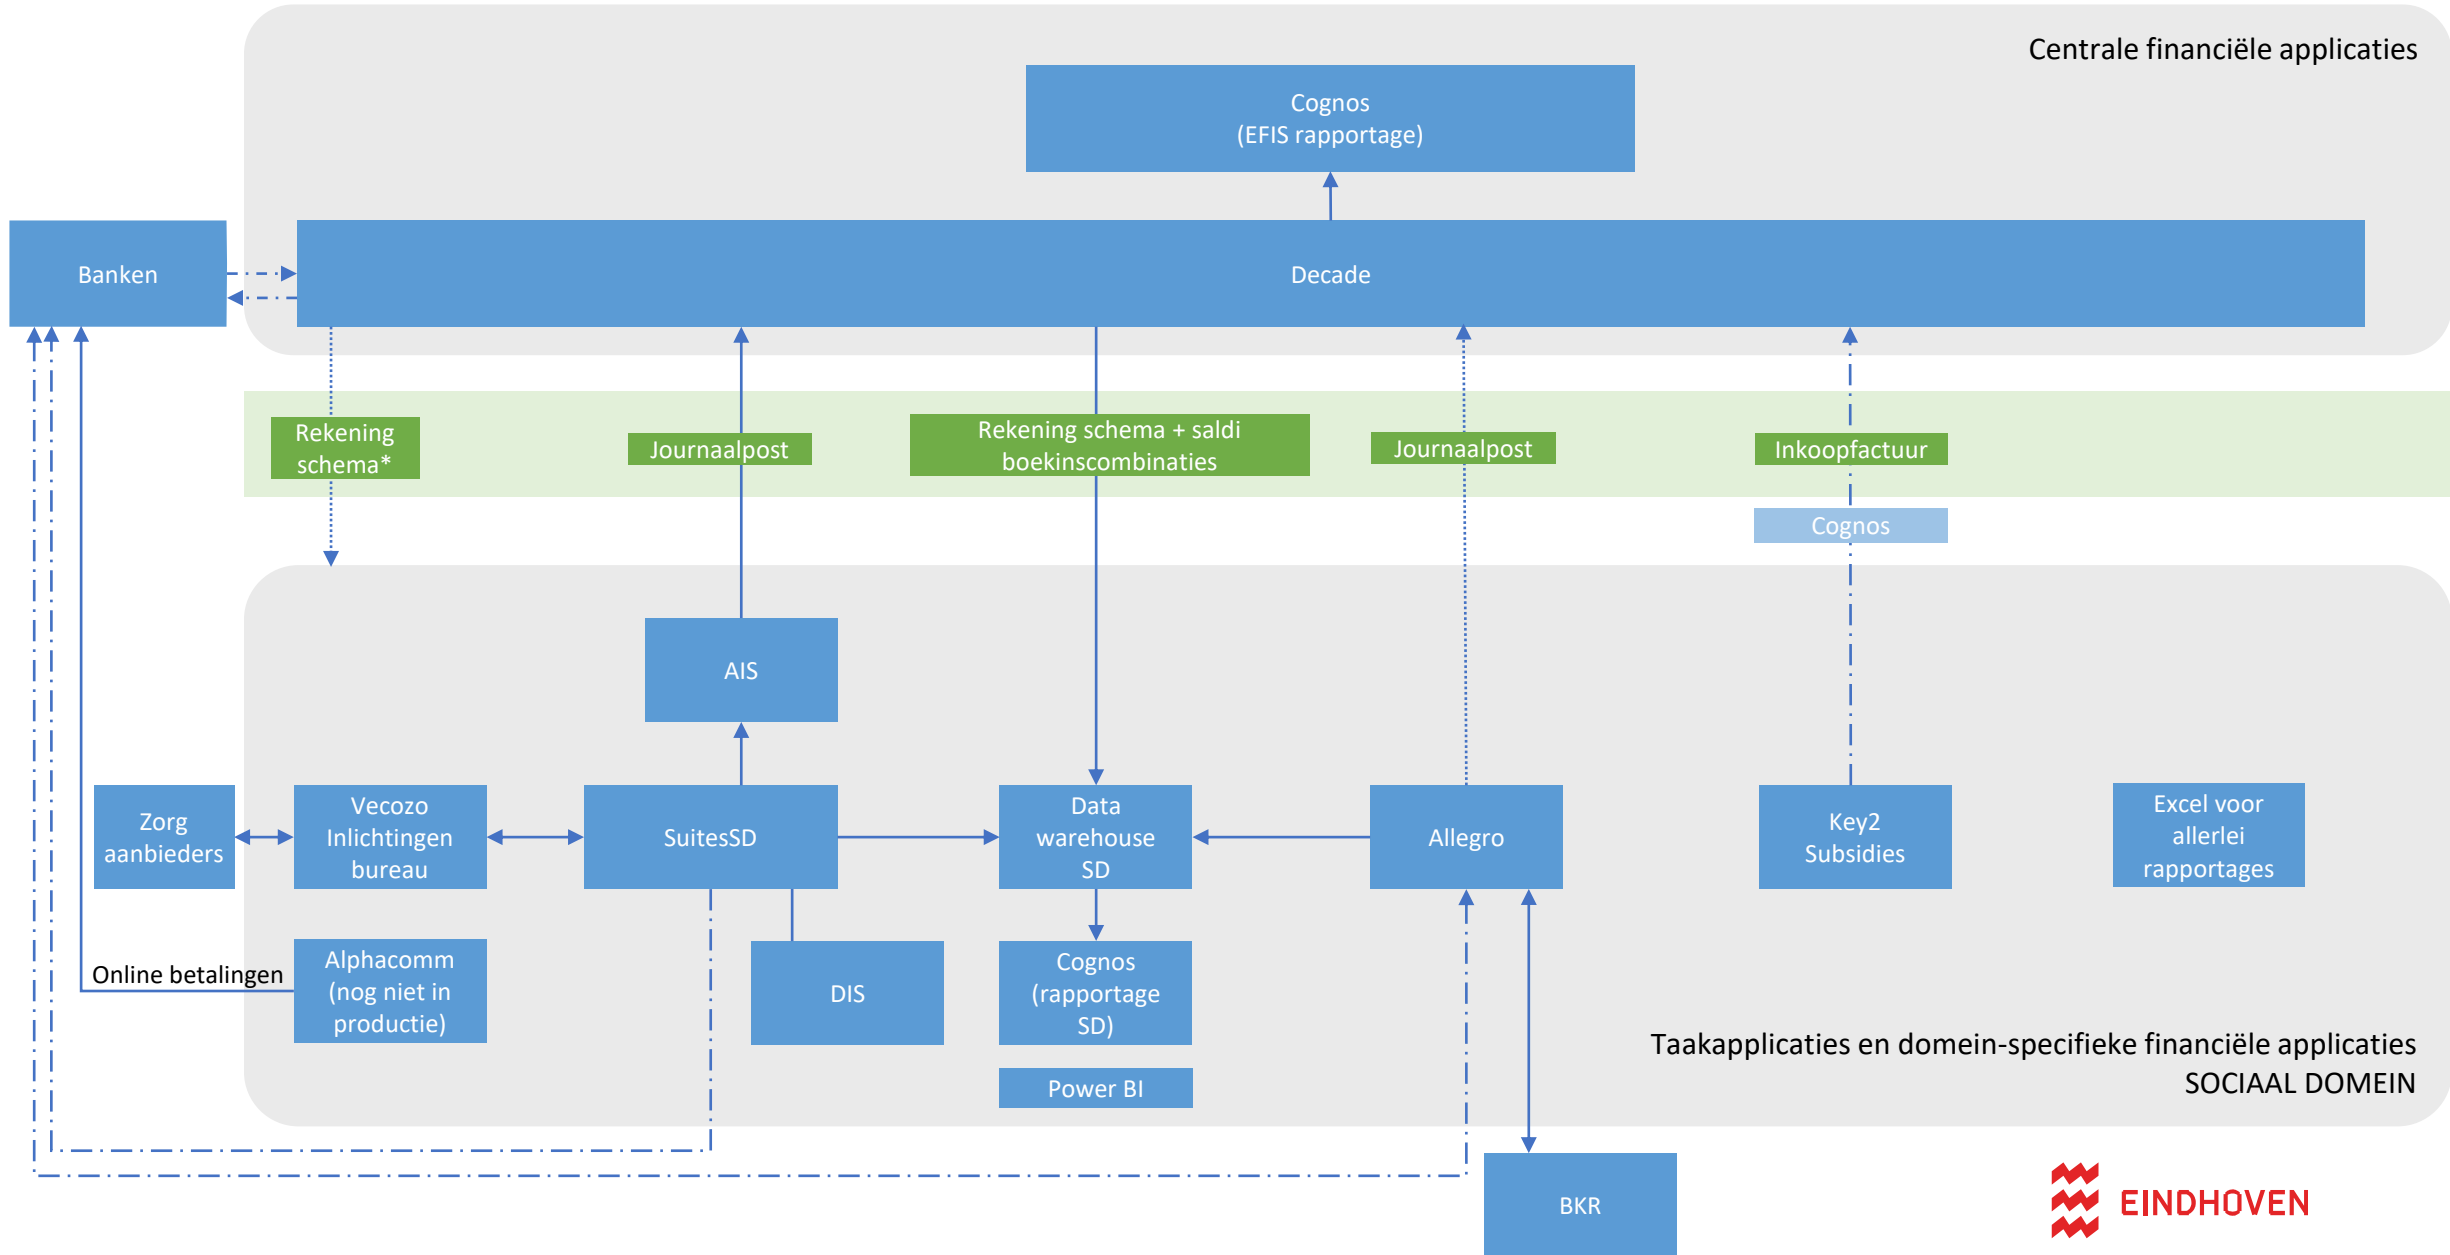 Centrale financiële applicaties
Cognos
(EFIS rapportage)
Banken
Decade
Rekening
schema*
Journaalpost
Rekening schema + saldi
boekinscombinaties
Journaalpost
Inkoopfactuur
Cognos
AIS
Zorg
aanbieders
Vecozo
Inlichtingen
bureau
SuitesSD
Data
warehouse
SD
Allegro
Key2
Subsidies
Excel voor
allerlei
rapportages
Online betalingen
Alphacomm
(nog niet in
productie)
DIS
Cognos
(rapportage
SD)
Power BI
Taakapplicaties en domein-specifieke financiële applicaties
SOCIAAL DOMEIN
BKR
EINDHOVEN